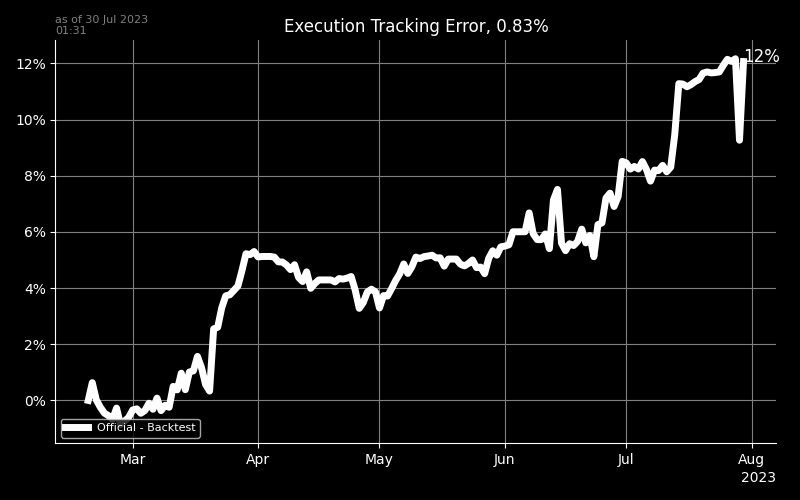 as of 30 Jul 2023
01:31
Execution Tracking Error, 0.83%
12%
12%
10%
8%
6%
4%
2%
0%
Official - Backtest
Mar Apr May Jun Jul Aug
2023